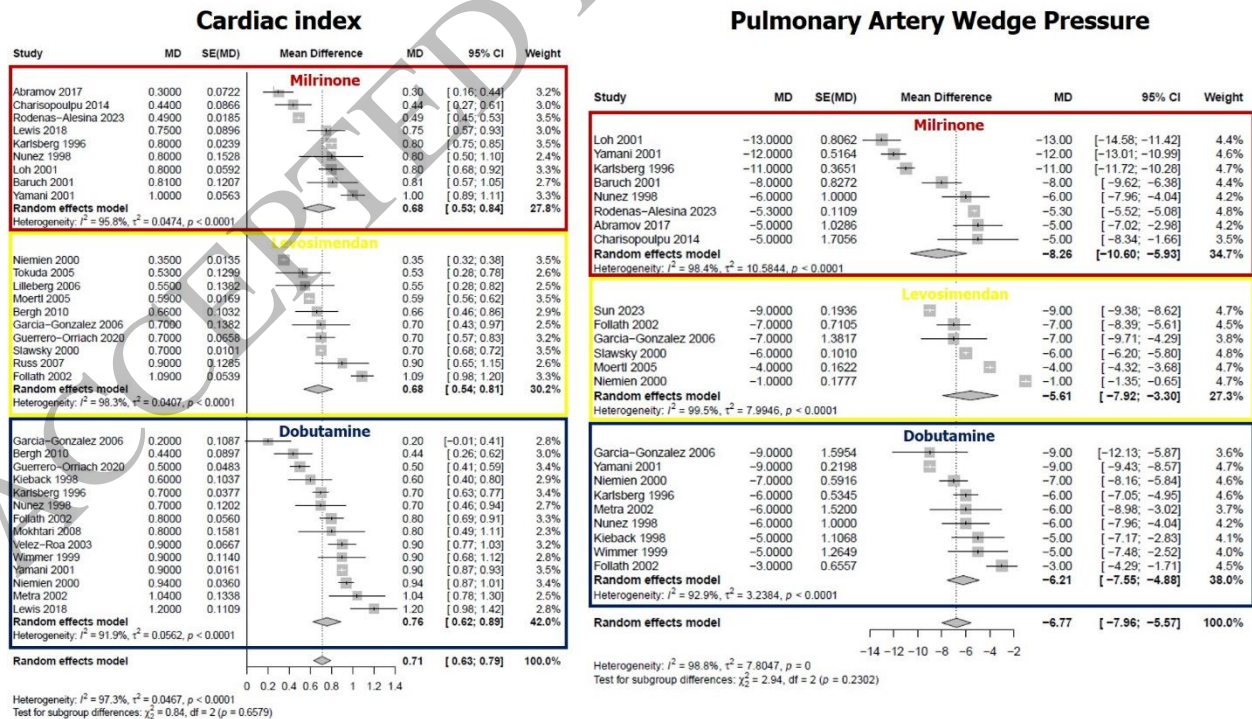 Cardiac index
Study MD SE(MD) Mean Difference MD 95% CI Weight
Milrinone
Abramov 2017 0.3000 0.0722 0.30 [ 0.16; 0.44] 3.2%
Charisopoulpu 2014 0.4400 0.0866 0.44 [ 0.27; 0.61] 3.0%
Rodenas-Alesina 2023 0.4900 0.0185 0.49 [ 0.45; 0.53] 3.5%
Lewis 2018 0.7500 0.0896 0.75 [ 0.57; 0.93] 3.0%
Karlsberg 1996 0.8000 0.0239 0.80 [ 0.75; 0.85] 3.5%
Nunez 1998 0.8000 0.1528 0.80 [ 0.50; 1.10] 2.4%
Loh 2001 0.8000 0.0592 0.80 [ 0.68; 0.92] 3.3%
Baruch 2001 0.8100 0.1207 0.81 [ 0.57; 1.05] 2.7%
Yamani 2001 1.0000 0.0563 1.00 [ 0.89; 1.11] 3.3%
Random effects model 0.68 [ 0.53; 0.84] 27.8%
Heterogeneity: I² = 95.8%, τ² = 0.0474, p < 0.0001
Levosimendan
Niemien 2000 0.3500 0.0135 0.35 [ 0.32; 0.38] 3.5%
Tokuda 2005 0.5300 0.1299 0.53 [ 0.28; 0.78] 2.6%
Lilleberg 2006 0.5500 0.1382 0.55 [ 0.28; 0.82] 2.5%
Moertl 2005 0.5900 0.0169 0.59 [ 0.56; 0.62] 3.5%
Bergh 2010 0.6600 0.1032 0.66 [ 0.46; 0.86] 2.9%
Garcia-Gonzalez 2006 0.7000 0.1382 0.70 [ 0.43; 0.97] 2.5%
Guerrero-Orriach 2020 0.7000 0.0658 0.70 [ 0.57; 0.83] 3.2%
Slawsky 2000 0.7000 0.0101 0.70 [ 0.68; 0.72] 3.5%
Russ 2007 0.9000 0.1285 0.90 [ 0.65; 1.15] 2.6%
Follath 2002 1.0900 0.0539 1.09 [ 0.98; 1.20] 3.3%
Random effects model 0.68 [ 0.54; 0.81] 30.2%
Heterogeneity: I² = 98.3%, τ² = 0.0407, p < 0.0001
Dobutamine
Garcia-Gonzalez 2006 0.2000 0.1087 0.20 [-0.01; 0.41] 2.8%
Bergh 2010 0.4400 0.0897 0.44 [ 0.26; 0.62] 3.0%
Guerrero-Orriach 2020 0.5000 0.0483 0.50 [ 0.41; 0.59] 3.4%
Kieback 1998 0.6000 0.1037 0.60 [ 0.40; 0.80] 2.9%
Karlsberg 1996 0.7000 0.0377 0.70 [ 0.63; 0.77] 3.4%
Nunez 1998 0.7000 0.1202 0.70 [ 0.46; 0.94] 2.7%
Follath 2002 0.8000 0.0560 0.80 [ 0.69; 0.91] 3.3%
Mokhtari 2008 0.8000 0.1581 0.80 [ 0.49; 1.11] 2.3%
Velez-Roa 2003 0.9000 0.0667 0.90 [ 0.77; 1.03] 3.2%
Wimmer 1999 0.9000 0.1140 0.90 [ 0.68; 1.12] 2.8%
Yamani 2001 0.9000 0.0161 0.90 [ 0.87; 0.93] 3.5%
Niemien 2000 0.9400 0.0360 0.94 [ 0.87; 1.01] 3.4%
Metra 2002 1.0400 0.1338 1.04 [ 0.78; 1.30] 2.6%
Lewis 2018 1.2000 0.1109 1.20 [ 0.98; 1.42] 2.8%
Random effects model 0.76 [ 0.62; 0.89] 42.0%
Heterogeneity: I² = 91.9%, τ² = 0.0562, p < 0.0001
Random effects model 0.71 [ 0.63; 0.79] 100.0%
0 0.2 0.4 0.6 0.8 1 1.2 1.4
Heterogeneity: I² = 97.3%, τ² = 0.0467, p < 0.0001
Test for subgroup differences: χ²₂ = 0.84, df = 2 (p = 0.6579)
Pulmonary Artery Wedge Pressure
Study MD SE(MD) Mean Difference MD 95% CI Weight
Milrinone
Loh 2001 −13.0000 0.8062 −13.00 [−14.58; −11.42] 4.4%
Yamani 2001 −12.0000 0.5164 −12.00 [−13.01; −10.99] 4.6%
Karlsberg 1996 −11.0000 0.3651 −11.00 [−11.72; −10.28] 4.7%
Baruch 2001 −8.0000 0.8272 −8.00 [ −9.62; −6.38] 4.4%
Nunez 1998 −6.0000 1.0000 −6.00 [ −7.96; −4.04] 4.2%
Rodenas-Alesina 2023 −5.3000 0.1109 −5.30 [ −5.52; −5.08] 4.8%
Abramov 2017 −5.0000 1.0286 −5.00 [ −7.02; −2.98] 4.2%
Charisopoulpu 2014 −5.0000 1.7056 −5.00 [ −8.34; −1.66] 3.4%
Random effects model −8.26 [−10.60; −5.93] 34.7%
Heterogeneity: I² = 98.4%, τ² = 10.5844, p < 0.0001
Levosimendan
Sun 2023 −9.0000 0.1936 −9.00 [ −9.38; −8.62] 4.7%
Follath 2002 −7.0000 0.7105 −7.00 [ −8.39; −5.61] 4.5%
Garcia-Gonzalez 2006 −7.0000 1.3817 −7.00 [ −9.71; −4.29] 3.8%
Slawsky 2000 −6.0000 0.1010 −6.00 [ −6.20; −5.80] 4.8%
Moertl 2005 −4.0000 0.1622 −4.00 [ −4.32; −3.68] 4.7%
Niemien 2000 −1.0000 0.1777 −1.00 [ −1.35; −0.65] 4.7%
Random effects model −5.61 [ −7.92; −3.30] 27.3%
Heterogeneity: I² = 99.5%, τ² = 7.9946, p < 0.0001
Dobutamine
Garcia-Gonzalez 2006 −9.0000 1.5954 −9.00 [ −12.13; −5.87] 3.6%
Yamani 2001 −9.0000 0.2198 −9.00 [ −9.43; −8.57] 4.7%
Niemien 2000 −7.0000 0.5916 −7.00 [ −8.16; −5.84] 4.6%
Karlsberg 1996 −6.0000 0.5345 −6.00 [ −7.05; −4.95] 4.6%
Metra 2002 −6.0000 1.5200 −6.00 [ −8.98; −3.02] 3.7%
Nunez 1998 −6.0000 1.0000 −6.00 [ −7.96; −4.04] 4.2%
Kieback 1998 −5.0000 1.1068 −5.00 [ −7.17; −2.83] 4.1%
Wimmer 1999 −5.0000 1.2649 −5.00 [ −7.48; −2.52] 4.0%
Follath 2002 −3.0000 0.6557 −3.00 [ −4.29; −1.71] 4.5%
Random effects model −6.21 [ −7.55; −4.88] 38.0%
Heterogeneity: I² = 92.9%, τ² = 3.2384, p < 0.0001
Random effects model −6.77 [ −7.96; −5.57] 100.0%
−14 −12 −10 −8 −6 −4 −2
Heterogeneity: I² = 98.8%, τ² = 7.8047, p = 0
Test for subgroup differences: χ²₂ = 2.94, df = 2 (p = 0.2302)
ACCEPTED